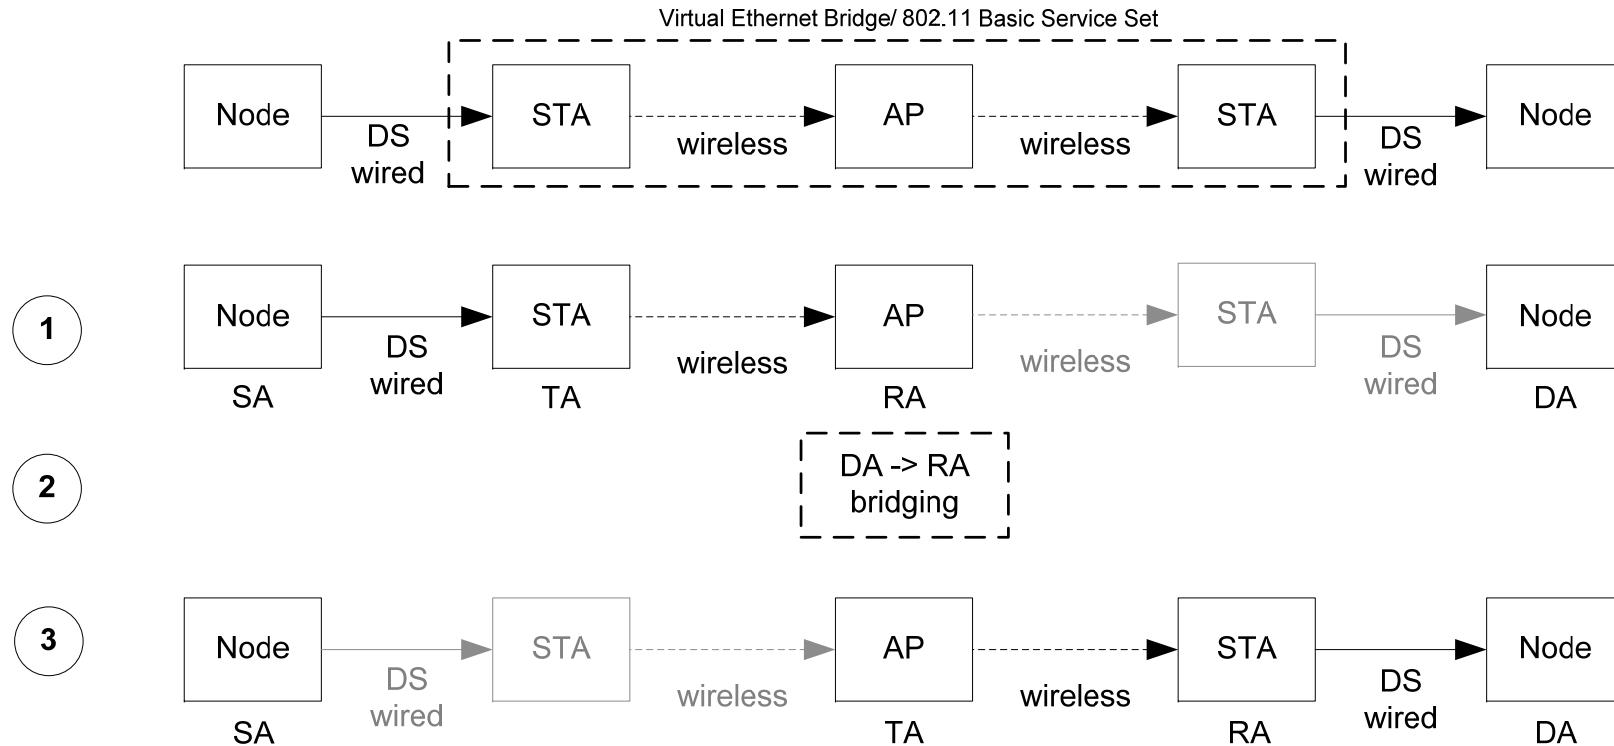 Virtual Ethernet Bridge/ 802.11 Basic Service Set
Node
DS
wired
STA
wireless
AP
wireless
STA
DS
wired
Node
1
Node
DS
wired
STA
wireless
AP
wireless
STA
DS
wired
Node
SA
TA
RA
DA
2
DA -> RA
bridging
3
Node
DS
wired
STA
wireless
AP
wireless
STA
DS
wired
Node
SA
TA
RA
DA